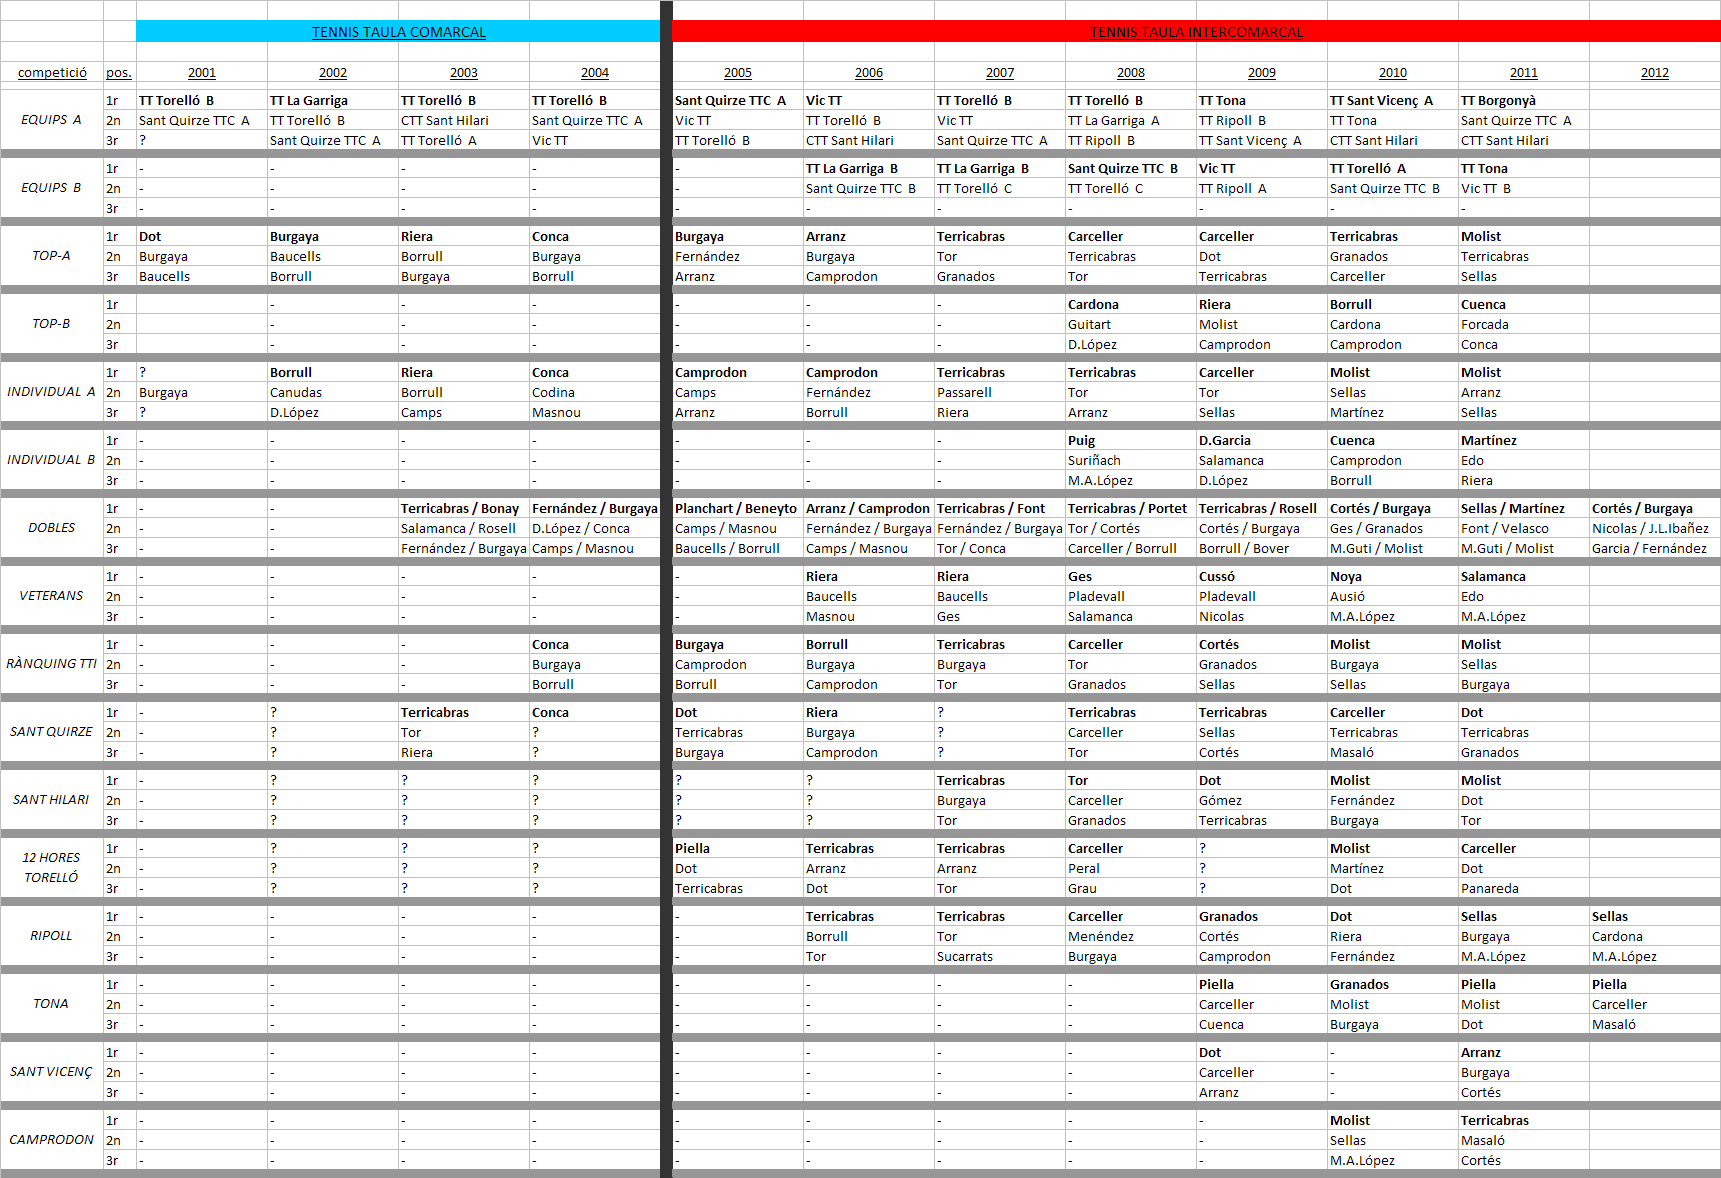 TENNIS TAULA COMARCAL TENNIS TAULA INTERCOMARCAL
competició pos. 2001 2002 2003 2004 2005 2006 2007 2008 2009 2010 2011 2012
EQUIPS A
1r TT Torelló B TT La Garriga TT Torelló B TT Torelló B Sant Quirze TTC A Vic TT TT Torelló B TT Torelló B TT Tona TT Sant Vicenç A TT Borgonyà
2n Sant Quirze TTC A TT Torelló B CTT Sant Hilari Sant Quirze TTC A Vic TT TT Torelló B Vic TT TT La Garriga A TT Ripoll B TT Tona Sant Quirze TTC A
3r ? Sant Quirze TTC A TT Torelló A Vic TT TT Torelló B CTT Sant Hilari Sant Quirze TTC A TT Ripoll B TT Sant Vicenç A CTT Sant Hilari CTT Sant Hilari
EQUIPS B
1r - - - - - TT La Garriga B TT La Garriga B Sant Quirze TTC B Vic TT TT Torelló A TT Tona
2n - - - - - Sant Quirze TTC B TT Torelló C TT Torelló C TT Ripoll A Sant Quirze TTC B Vic TT B
3r - - - - - - - - - - -
TOP-A
1r Dot Burgaya Riera Conca Burgaya Arranz Terricabras Carceller Carceller Terricabras Molist
2n Burgaya Baucells Borrull Burgaya Fernández Burgaya Tor Terricabras Dot Granados Terricabras
3r Baucells Borrull Burgaya Borrull Arranz Camprodon Granados Tor Terricabras Carceller Sellas
TOP-B
1r - - - - - - Cardona Riera Borrull Cuenca
2n - - - - - - Guitart Molist Cardona Forcada
3r - - - - - - D.López Camprodon Camprodon Conca
INDIVIDUAL A
1r ? Borrull Riera Conca Camprodon Camprodon Terricabras Terricabras Carceller Molist Molist
2n Burgaya Canudas Borrull Codina Camps Fernández Passarell Tor Tor Sellas Arranz
3r ? D.López Camps Masnou Arranz Borrull Riera Arranz Sellas Martínez Sellas
INDIVIDUAL B
1r - - - - - - - Puig D.Garcia Cuenca Martínez
2n - - - - - - - Suriñach Salamanca Camprodon Edo
3r - - - - - - - M.A.López D.López Borrull Riera
DOBLES
1r - - Terricabras / Bonay Fernández / Burgaya Planchart / Beneyto Arranz / Camprodon Terricabras / Font Terricabras / Portet Terricabras / Rosell Cortés / Burgaya Sellas / Martínez Cortés / Burgaya
2n - - Salamanca / Rosell D.López / Conca Camps / Masnou Fernández / Burgaya Fernández / Burgaya Tor / Cortés Cortés / Burgaya Ges / Granados Font / Velasco Nicolas / J.L.Ibañez
3r - - Fernández / Burgaya Camps / Masnou Baucells / Borrull Camps / Masnou Tor / Conca Carceller / Borrull Borrull / Bover M.Guti / Molist M.Guti / Molist Garcia / Fernández
VETERANS
1r - - - - - Riera Riera Ges Cussó Noya Salamanca
2n - - - - - Baucells Baucells Pladevall Pladevall Ausió Edo
3r - - - - - Masnou Ges Salamanca Nicolas M.A.López M.A.López
RÀNQUING TTI
1r - - - Conca Burgaya Borrull Terricabras Carceller Cortés Molist Molist
2n - - - Burgaya Camprodon Burgaya Burgaya Tor Granados Burgaya Sellas
3r - - - Borrull Borrull Camprodon Tor Granados Sellas Sellas Burgaya
SANT QUIRZE
1r - ? Terricabras Conca Dot Riera ? Terricabras Terricabras Carceller Dot
2n - ? Tor ? Terricabras Burgaya ? Carceller Sellas Terricabras Terricabras
3r - ? Riera ? Burgaya Camprodon ? Tor Cortés Masaló Granados
SANT HILARI
1r - ? ? ? ? ? Terricabras Tor Dot Molist Molist
2n - ? ? ? ? ? Burgaya Carceller Gómez Fernández Dot
3r - ? ? ? ? ? Tor Granados Terricabras Burgaya Tor
12 HORES
TORELLÓ
1r - ? ? ? Piella Terricabras Terricabras Carceller ? Molist Carceller
2n - ? ? ? Dot Arranz Arranz Peral ? Martínez Dot
3r - ? ? ? Terricabras Dot Tor Grau ? Dot Panareda
RIPOLL
1r - - - - - Terricabras Terricabras Carceller Granados Dot Sellas Sellas
2n - - - - - Borrull Tor Menéndez Cortés Riera Burgaya Cardona
3r - - - - - Tor Sucarrats Burgaya Camprodon Fernández M.A.López M.A.López
TONA
1r - - - - - - - - Piella Granados Piella Piella
2n - - - - - - - - Carceller Molist Molist Carceller
3r - - - - - - - - Cuenca Burgaya Dot Masaló
SANT VICENÇ
1r - - - - - - - - Dot - Arranz
2n - - - - - - - - Carceller - Burgaya
3r - - - - - - - - Arranz - Cortés
CAMPRODON
1r - - - - - - - - - Molist Terricabras
2n - - - - - - - - - Sellas Masaló
3r - - - - - - - - - M.A.López Cortés